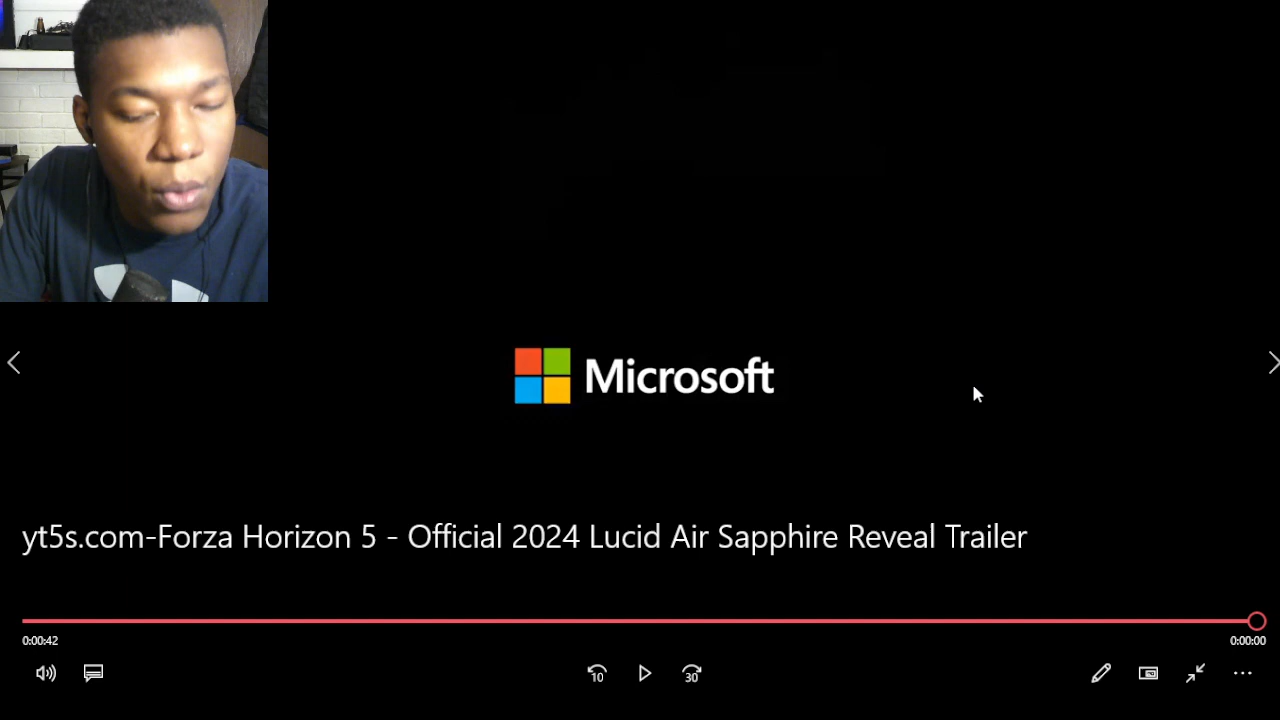 Microsoft
yt5s.com-Forza Horizon 5 - Official 2024 Lucid Air Sapphire Reveal Trailer
0:00:42
0:00:00
10
30